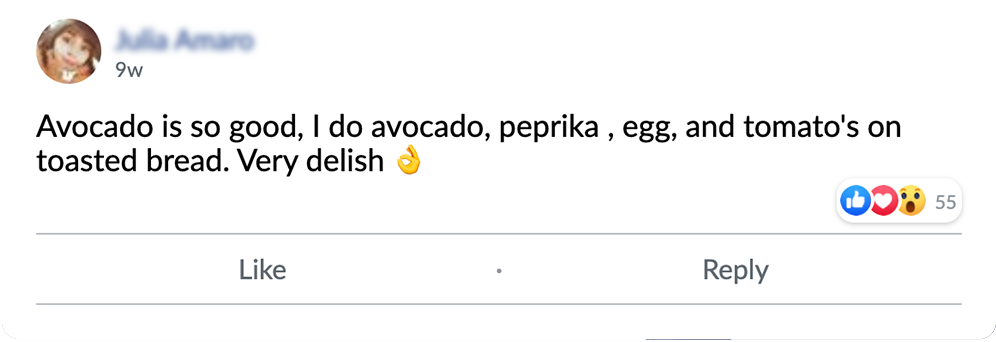 9w
Avocado is so good, I do avocado, peprika , egg, and tomato's on
toasted bread. Very delish 👌
55
Like · Reply